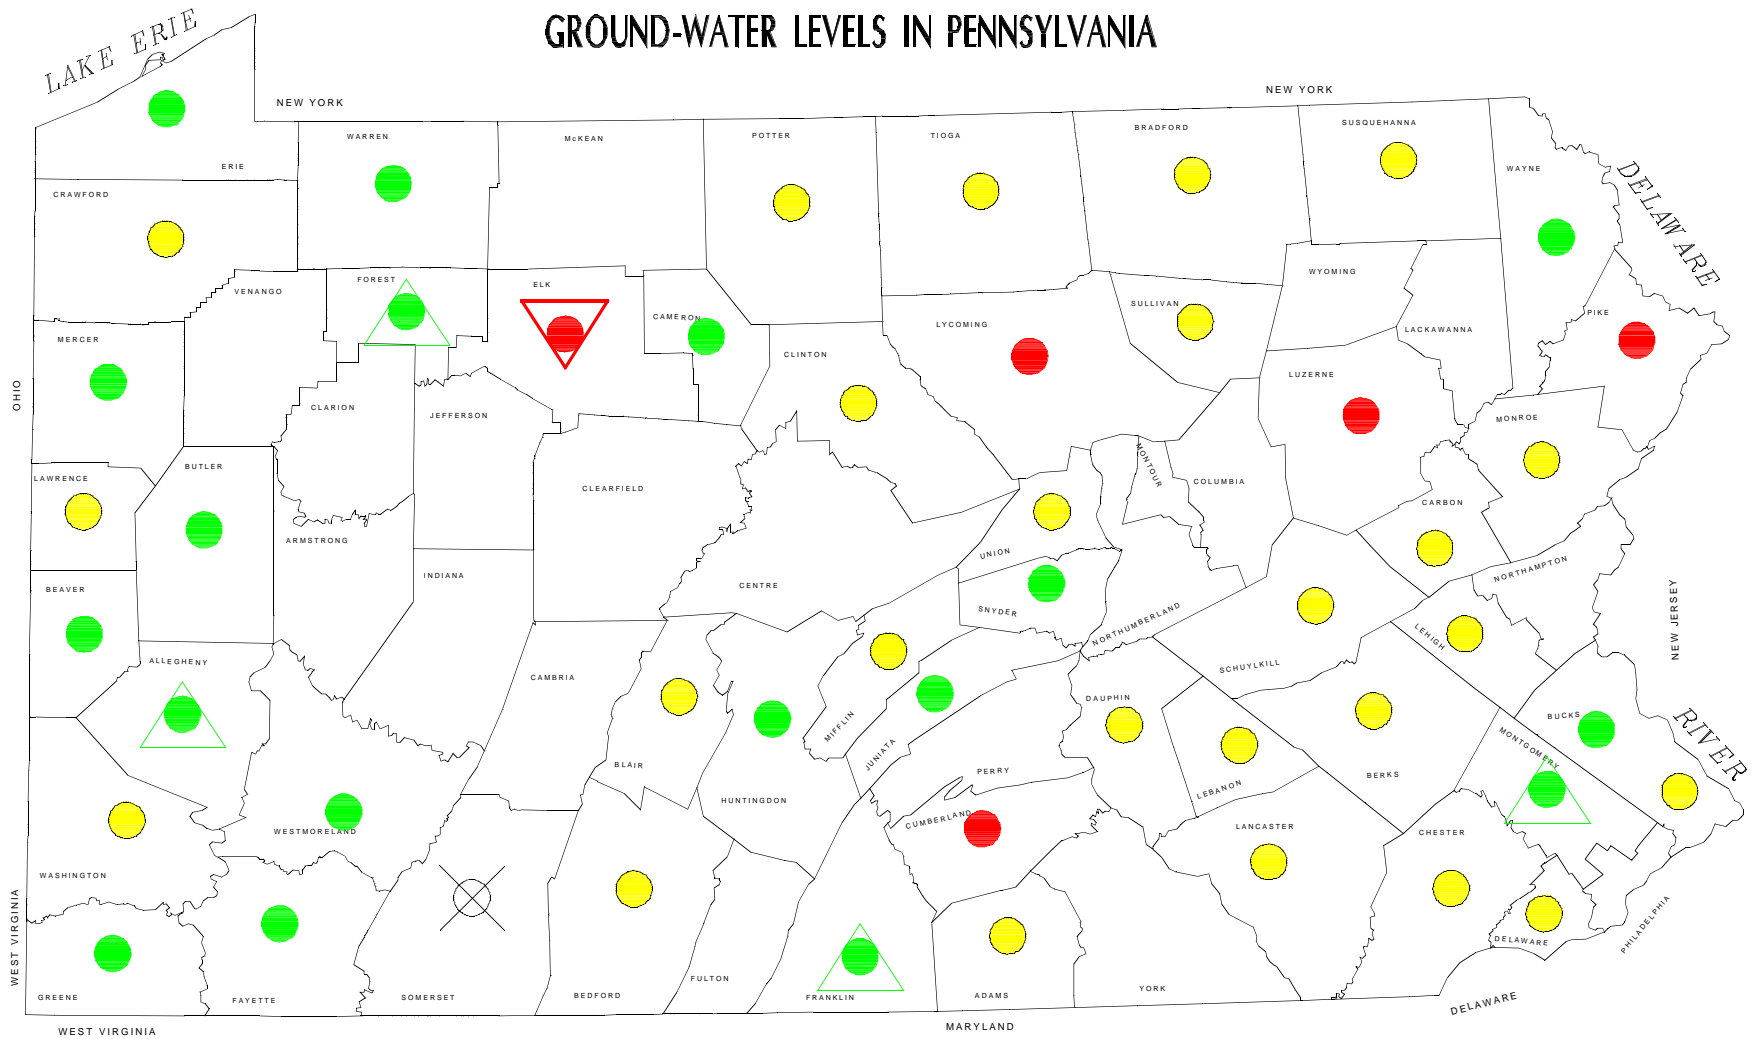 GROUND-WATER LEVELS IN PENNSYLVANIA
LAKE ERIE
NEW YORK
NEW YORK
ERIE
WARREN
McKEAN
POTTER
TIOGA
BRADFORD
SUSQUEHANNA
WAYNE
DELAWARE
CRAWFORD
VENANGO
FOREST
ELK
CAMERON
CLINTON
LYCOMING
SULLIVAN
WYOMING
LACKAWANNA
PIKE
MERCER
OHIO
CLARION
JEFFERSON
LUZERNE
MONROE
LAWRENCE
BUTLER
CLEARFIELD
MONTOUR
COLUMBIA
CARBON
ARMSTRONG
INDIANA
CENTRE
UNION
SNYDER
NORTHUMBERLAND
NORTHAMPTON
BEAVER
NEW JERSEY
LEHIGH
SCHUYLKILL
ALLEGHENY
CAMBRIA
BLAIR
MIFFLIN
JUNIATA
DAUPHIN
BUCKS
RIVER
MONTGOMERY
HUNTINGDON
PERRY
LEBANON
BERKS
CUMBERLAND
LANCASTER
CHESTER
WESTMORELAND
WASHINGTON
WEST VIRGINIA
PHILADELPHIA
DELAWARE
GREENE
FAYETTE
SOMERSET
BEDFORD
FULTON
FRANKLIN
ADAMS
YORK
DELAWARE
WEST VIRGINIA
MARYLAND